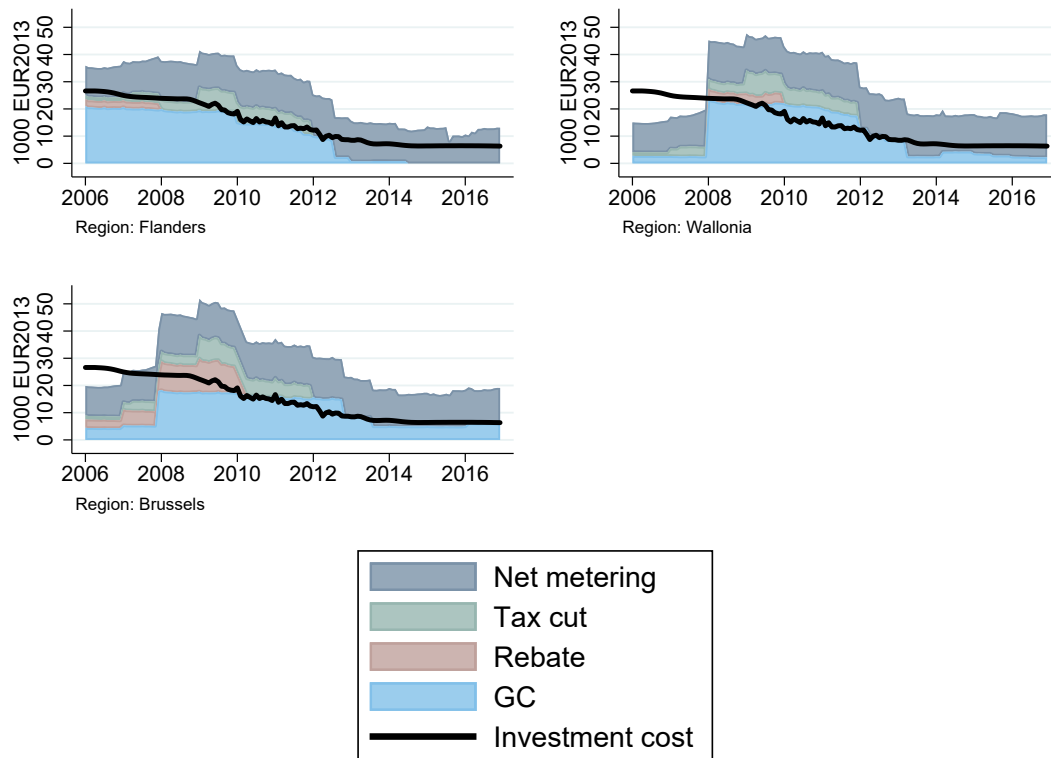 1000 EUR2013
0 10 20 30 40 50
2006 2008 2010 2012 2014 2016
Region: Flanders
1000 EUR2013
0 10 20 30 40 50
2006 2008 2010 2012 2014 2016
Region: Wallonia
1000 EUR2013
0 10 20 30 40 50
2006 2008 2010 2012 2014 2016
Region: Brussels
Net metering
Tax cut
Rebate
GC
Investment cost